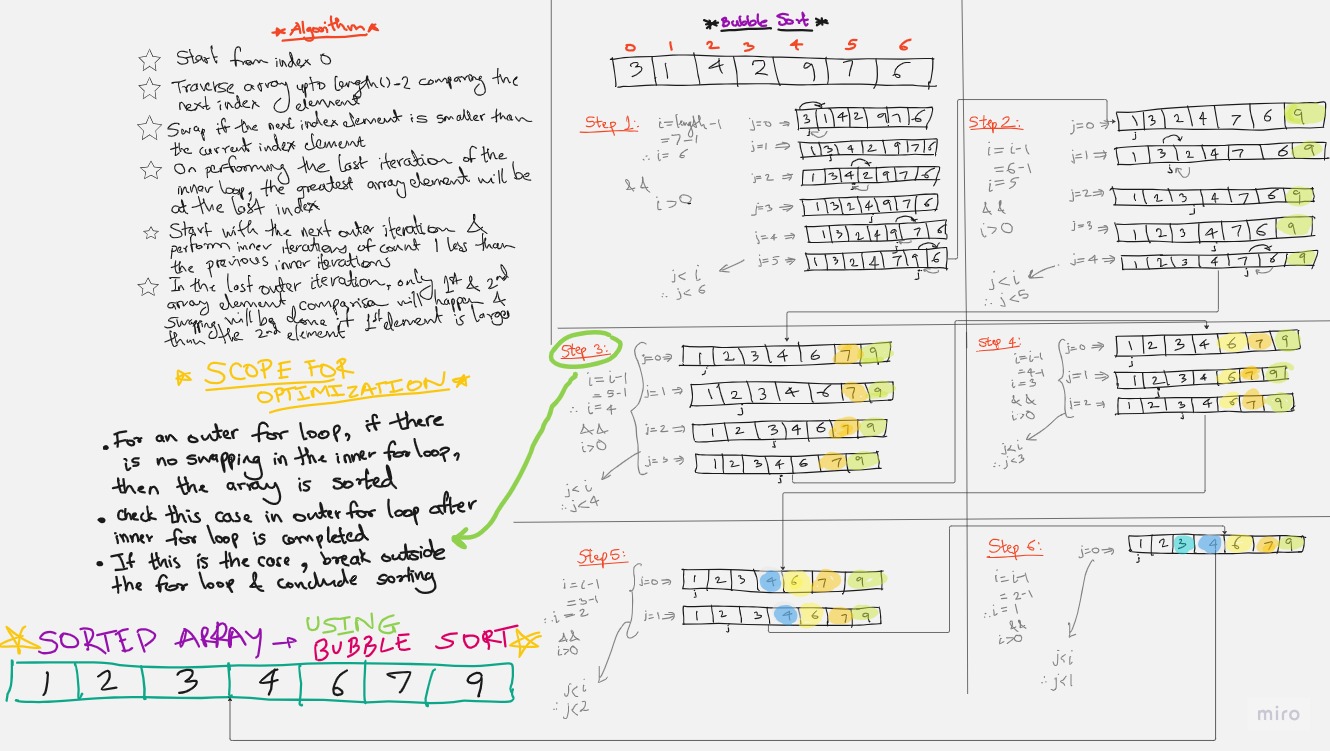 *Algorithm*
☆ Start from index 0
☆ Traverse array upto length()-2 comparing the
next index element
☆ Swap if the next index element is smaller than
the current index element
☆ On performing the last iteration of the
inner loop, the greatest array element will be
at the last index
☆ Start with the next outer iteration &
perform inner iterations of count 1 less than
the previous inner iterations
☆ In the last outer iteration, only 1st & 2nd
array element comparison will happen &
swapping will be done if 1st element is larger
than the 2nd element
* SCOPE FOR
OPTIMIZATION *
• For an outer for loop, if there
is no swapping in the inner for loop,
then the array is sorted
• check this case in outer for loop after
inner for loop is completed
• If this is the case, break outside
the for loop & conclude sorting
SORTED ARRAY → USING
BUBBLE SORT
1 2 3 4 6 7 9
*Bubble Sort*
0 1 2 3 4 5 6
3 1 4 2 9 7 6
Step 1:
i=length-1
=7-1
∴ i= 6
&&
i>0
j=0 ⇒ 3 1 4 2 9 7 6
j=1 ⇒ 1 3 4 2 9 7 6
j=2 ⇒ 1 3 4 2 9 7 6
j=3 ⇒ 1 3 2 4 9 7 6
j=4 ⇒ 1 3 2 4 9 7 6
j=5 ⇒ 1 3 2 4 7 9 6
j<i
∴ j<6
Step 2:
i=i-1
=6-1
i=5
&&
i>0
j=0 ⇒ 1 3 2 4 7 6 9
j=1 ⇒ 1 3 2 4 7 6 9
j=2 ⇒ 1 2 3 4 7 6 9
j=3 ⇒ 1 2 3 4 7 6 9
j=4 ⇒ 1 2 3 4 7 6 9
j<i
∴ j<5
Step 3:
i=i-1
=5-1
∴ i=4
&&
i>0
j=0 ⇒ 1 2 3 4 6 7 9
j=1 ⇒ 1 2 3 4 6 7 9
j=2 ⇒ 1 2 3 4 6 7 9
j=3 ⇒ 1 2 3 4 6 7 9
j<i
∴ j<4
Step 4:
i=i-1
=4-1
i=3
&&
i>0
j=0 ⇒ 1 2 3 4 6 7 9
j=1 ⇒ 1 2 3 4 6 7 9
j=2 ⇒ 1 2 3 4 6 7 9
j<i
∴ j<3
Step 5:
i=i-1
=3-1
∴ i=2
&&
i>0
j=0 ⇒ 1 2 3 4 6 7 9
j=1 ⇒ 1 2 3 4 6 7 9
j<i
∴ j<2
Step 6:
i=i-1
=2-1
∴ i=1
&&
i>0
j=0 ⇒ 1 2 3 4 6 7 9
j<i
∴ j<1
miro